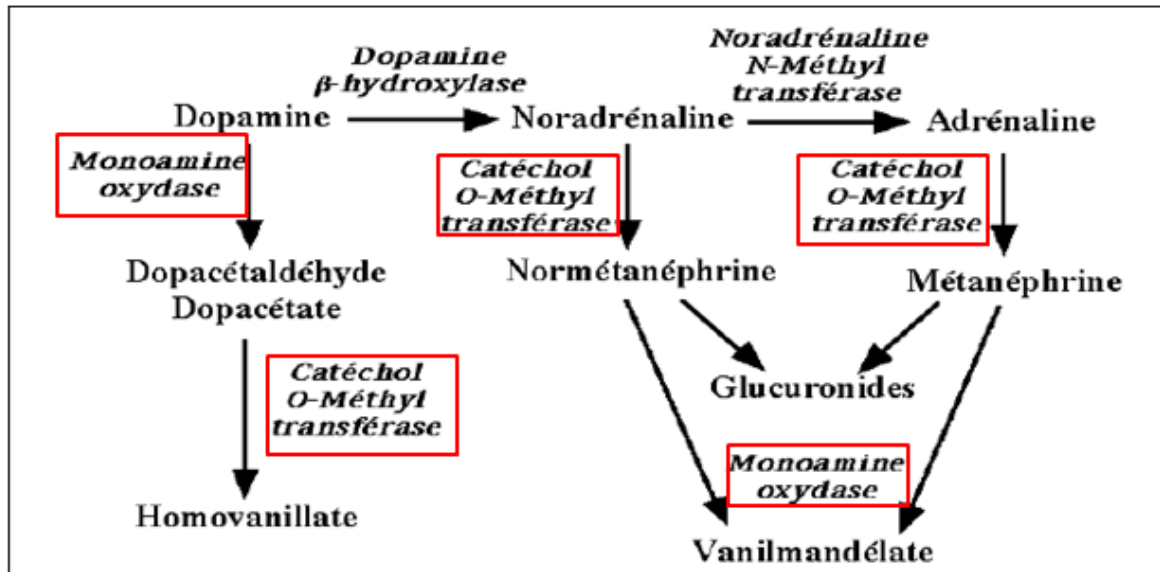 Dopamine
β-hydroxylase
Noradrénaline
N-Méthyl
transférase
Dopamine
Noradrénaline
Adrénaline
Monoamine
oxydase
Catéchol
O-Méthyl
transférase
Catéchol
O-Méthyl
transférase
Dopacétaldéhyde
Dopacétate
Normétanéphrine
Métanéphrine
Catéchol
O-Méthyl
transférase
Glucuronides
Monoamine
oxydase
Homovanillate
Vanilmandélate